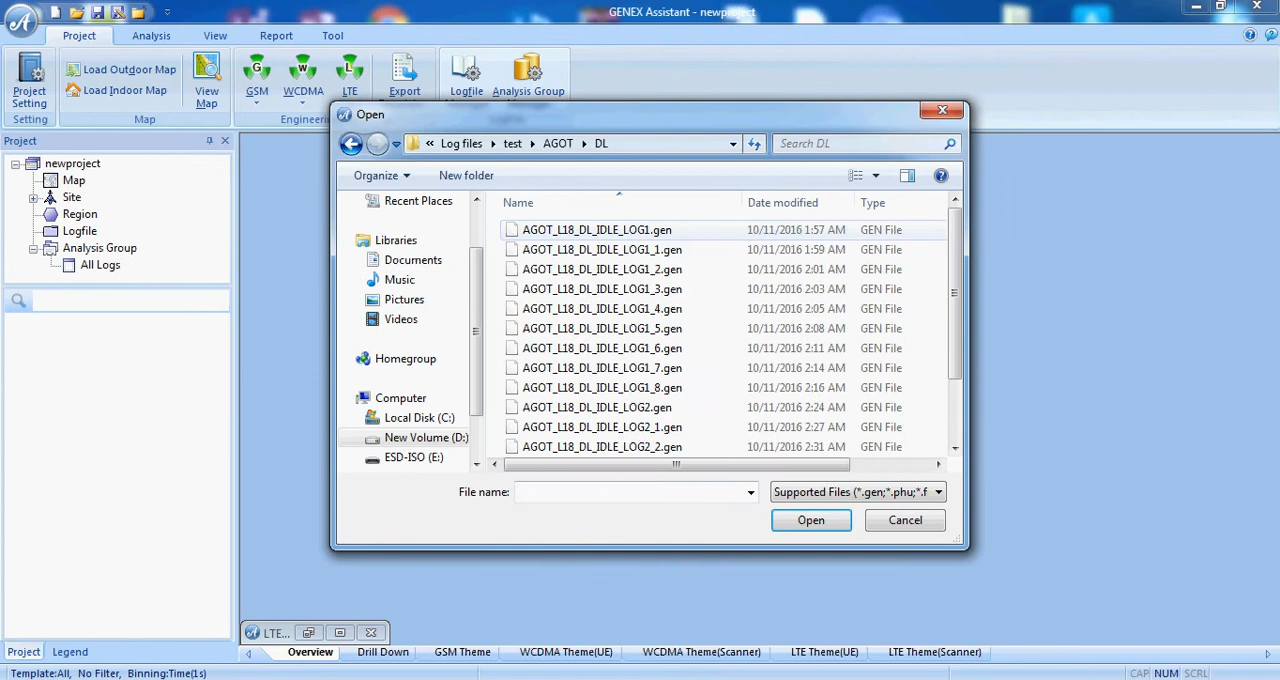 GENEX Assistant - newproject
Project Analysis View Report Tool
Project Setting
Load Outdoor Map
Load Indoor Map
View Map
GSM
WCDMA
LTE
Export
Logfile
Analysis Group
Setting
Map
Project
newproject
Map
Site
Region
Logfile
Analysis Group
All Logs
Open
« Log files test AGOT DL
Search DL
Organize
New folder
Recent Places
Libraries
Documents
Music
Pictures
Videos
Homegroup
Computer
Local Disk (C:)
New Volume (D:)
ESD-ISO (E:)
Name Date modified Type
AGOT_L18_DL_IDLE_LOG1.gen 10/11/2016 1:57 AM GEN File
AGOT_L18_DL_IDLE_LOG1_1.gen 10/11/2016 1:59 AM GEN File
AGOT_L18_DL_IDLE_LOG1_2.gen 10/11/2016 2:01 AM GEN File
AGOT_L18_DL_IDLE_LOG1_3.gen 10/11/2016 2:03 AM GEN File
AGOT_L18_DL_IDLE_LOG1_4.gen 10/11/2016 2:05 AM GEN File
AGOT_L18_DL_IDLE_LOG1_5.gen 10/11/2016 2:08 AM GEN File
AGOT_L18_DL_IDLE_LOG1_6.gen 10/11/2016 2:11 AM GEN File
AGOT_L18_DL_IDLE_LOG1_7.gen 10/11/2016 2:14 AM GEN File
AGOT_L18_DL_IDLE_LOG1_8.gen 10/11/2016 2:16 AM GEN File
AGOT_L18_DL_IDLE_LOG2.gen 10/11/2016 2:24 AM GEN File
AGOT_L18_DL_IDLE_LOG2_1.gen 10/11/2016 2:27 AM GEN File
AGOT_L18_DL_IDLE_LOG2_2.gen 10/11/2016 2:31 AM GEN File
File name:
Supported Files (*.gen;*.phu;*.f
Open
Cancel
LTE...
Project Legend
Overview Drill Down GSM Theme WCDMA Theme(UE) WCDMA Theme(Scanner) LTE Theme(UE) LTE Theme(Scanner)
Template:All, No Filter, Binning:Time(1s)
CAP NUM SCRL